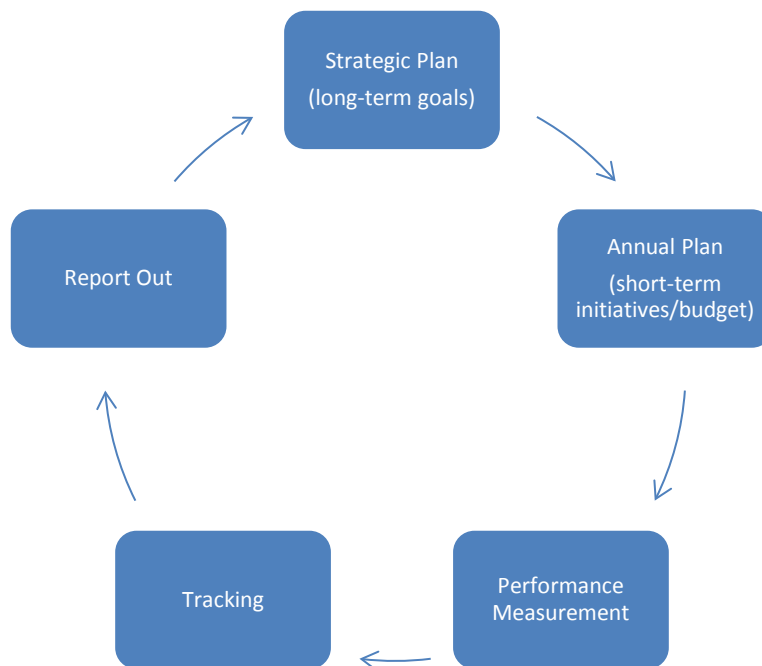 Strategic Plan
(long-term goals)
Annual Plan
(short-term
initiatives/budget)
Performance
Measurement
Tracking
Report Out